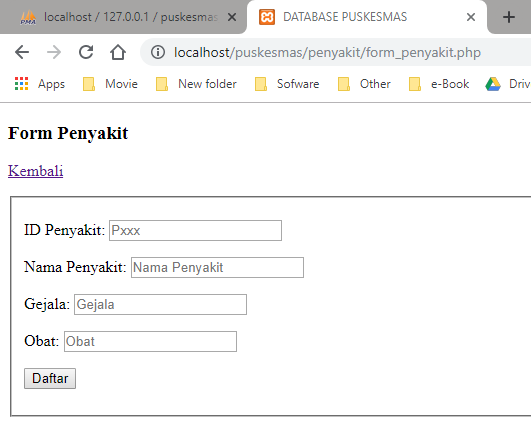 localhost / 127.0.0.1 / puskesmas
DATABASE PUSKESMAS
localhost/puskesmas/penyakit/form_penyakit.php
Apps Movie New folder Sofware Other e-Book Driv
Form Penyakit
Kembali
ID Penyakit: Pxxx
Nama Penyakit: Nama Penyakit
Gejala: Gejala
Obat: Obat
Daftar